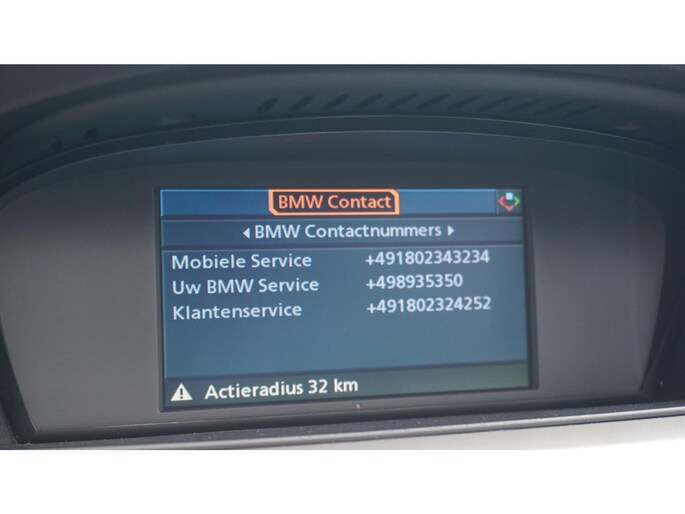 BMW Contact
BMW Contactnummers
Mobiele Service +491802343234
Uw BMW Service +498935350
Klantenservice +491802324252
Actieradius 32 km